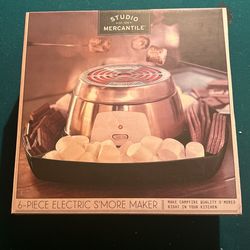 STUDIO
MERCANTILE
6-PIECE ELECTRIC S'MORE MAKER
MAKE CAMPFIRE QUALITY S'MORES
RIGHT IN YOUR KITCHEN